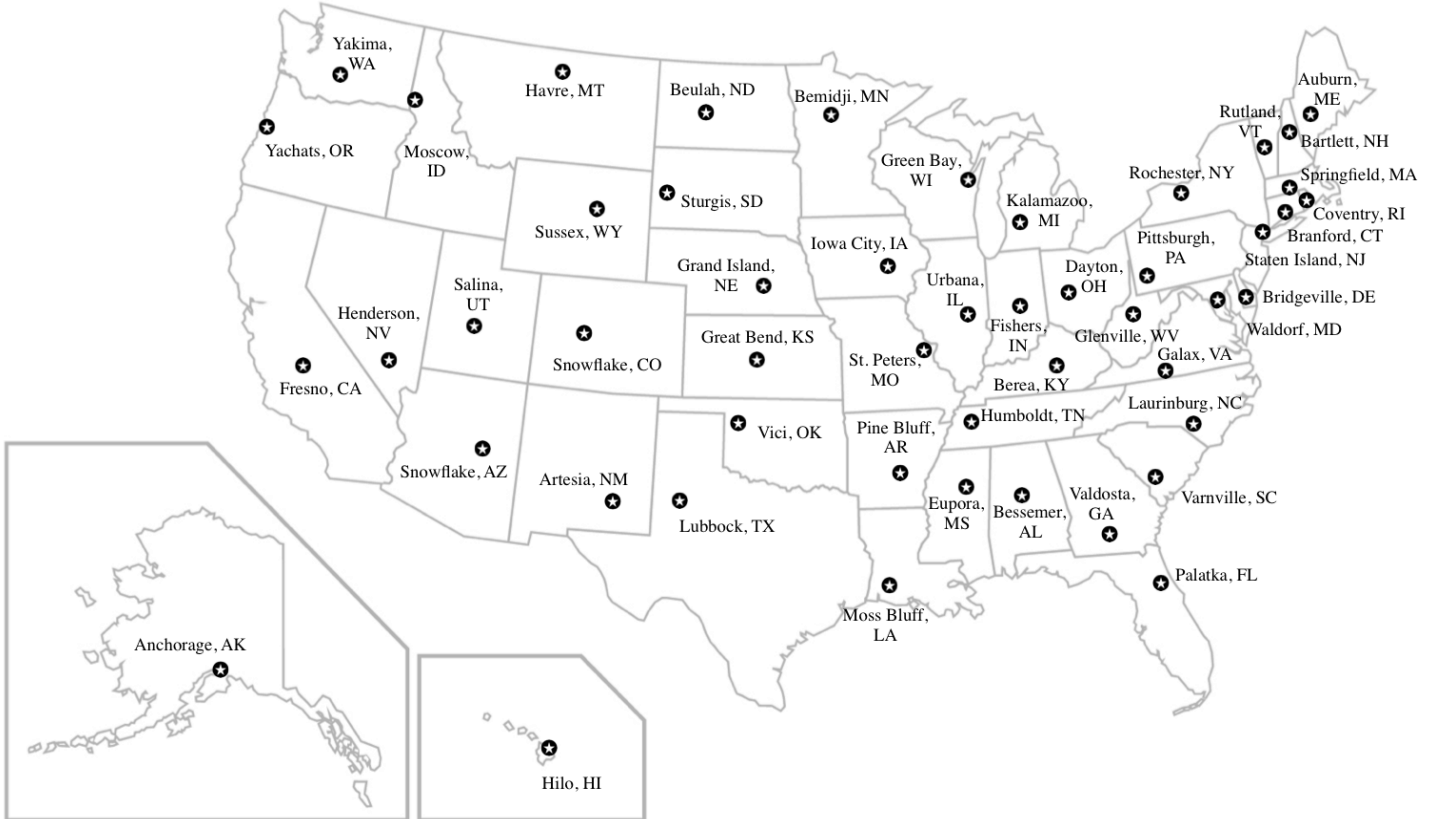 Yakima,
WA
Havre, MT
Beulah, ND
Bemidji, MN
Auburn,
ME
Rutland,
VT
Bartlett, NH
Yachats, OR
Moscow,
ID
Green Bay,
WI
Rochester, NY
Springfield, MA
Sturgis, SD
Kalamazoo,
MI
Coventry, RI
Sussex, WY
Iowa City, IA
Pittsburgh,
PA
Branford, CT
Staten Island, NJ
Grand Island,
NE
Dayton,
OH
Urbana,
IL
Salina,
UT
Bridgeville, DE
Henderson,
NV
Fishers,
IN
Glenville, WV
Waldorf, MD
Great Bend, KS
Snowflake, CO
St. Peters,
MO
Galax, VA
Fresno, CA
Berea, KY
Laurinburg, NC
Humboldt, TN
Vici, OK
Pine Bluff,
AR
Snowflake, AZ
Artesia, NM
Lubbock, TX
Eupora,
MS
Bessemer,
AL
Valdosta,
GA
Varnville, SC
Palatka, FL
Moss Bluff,
LA
Anchorage, AK
Hilo, HI